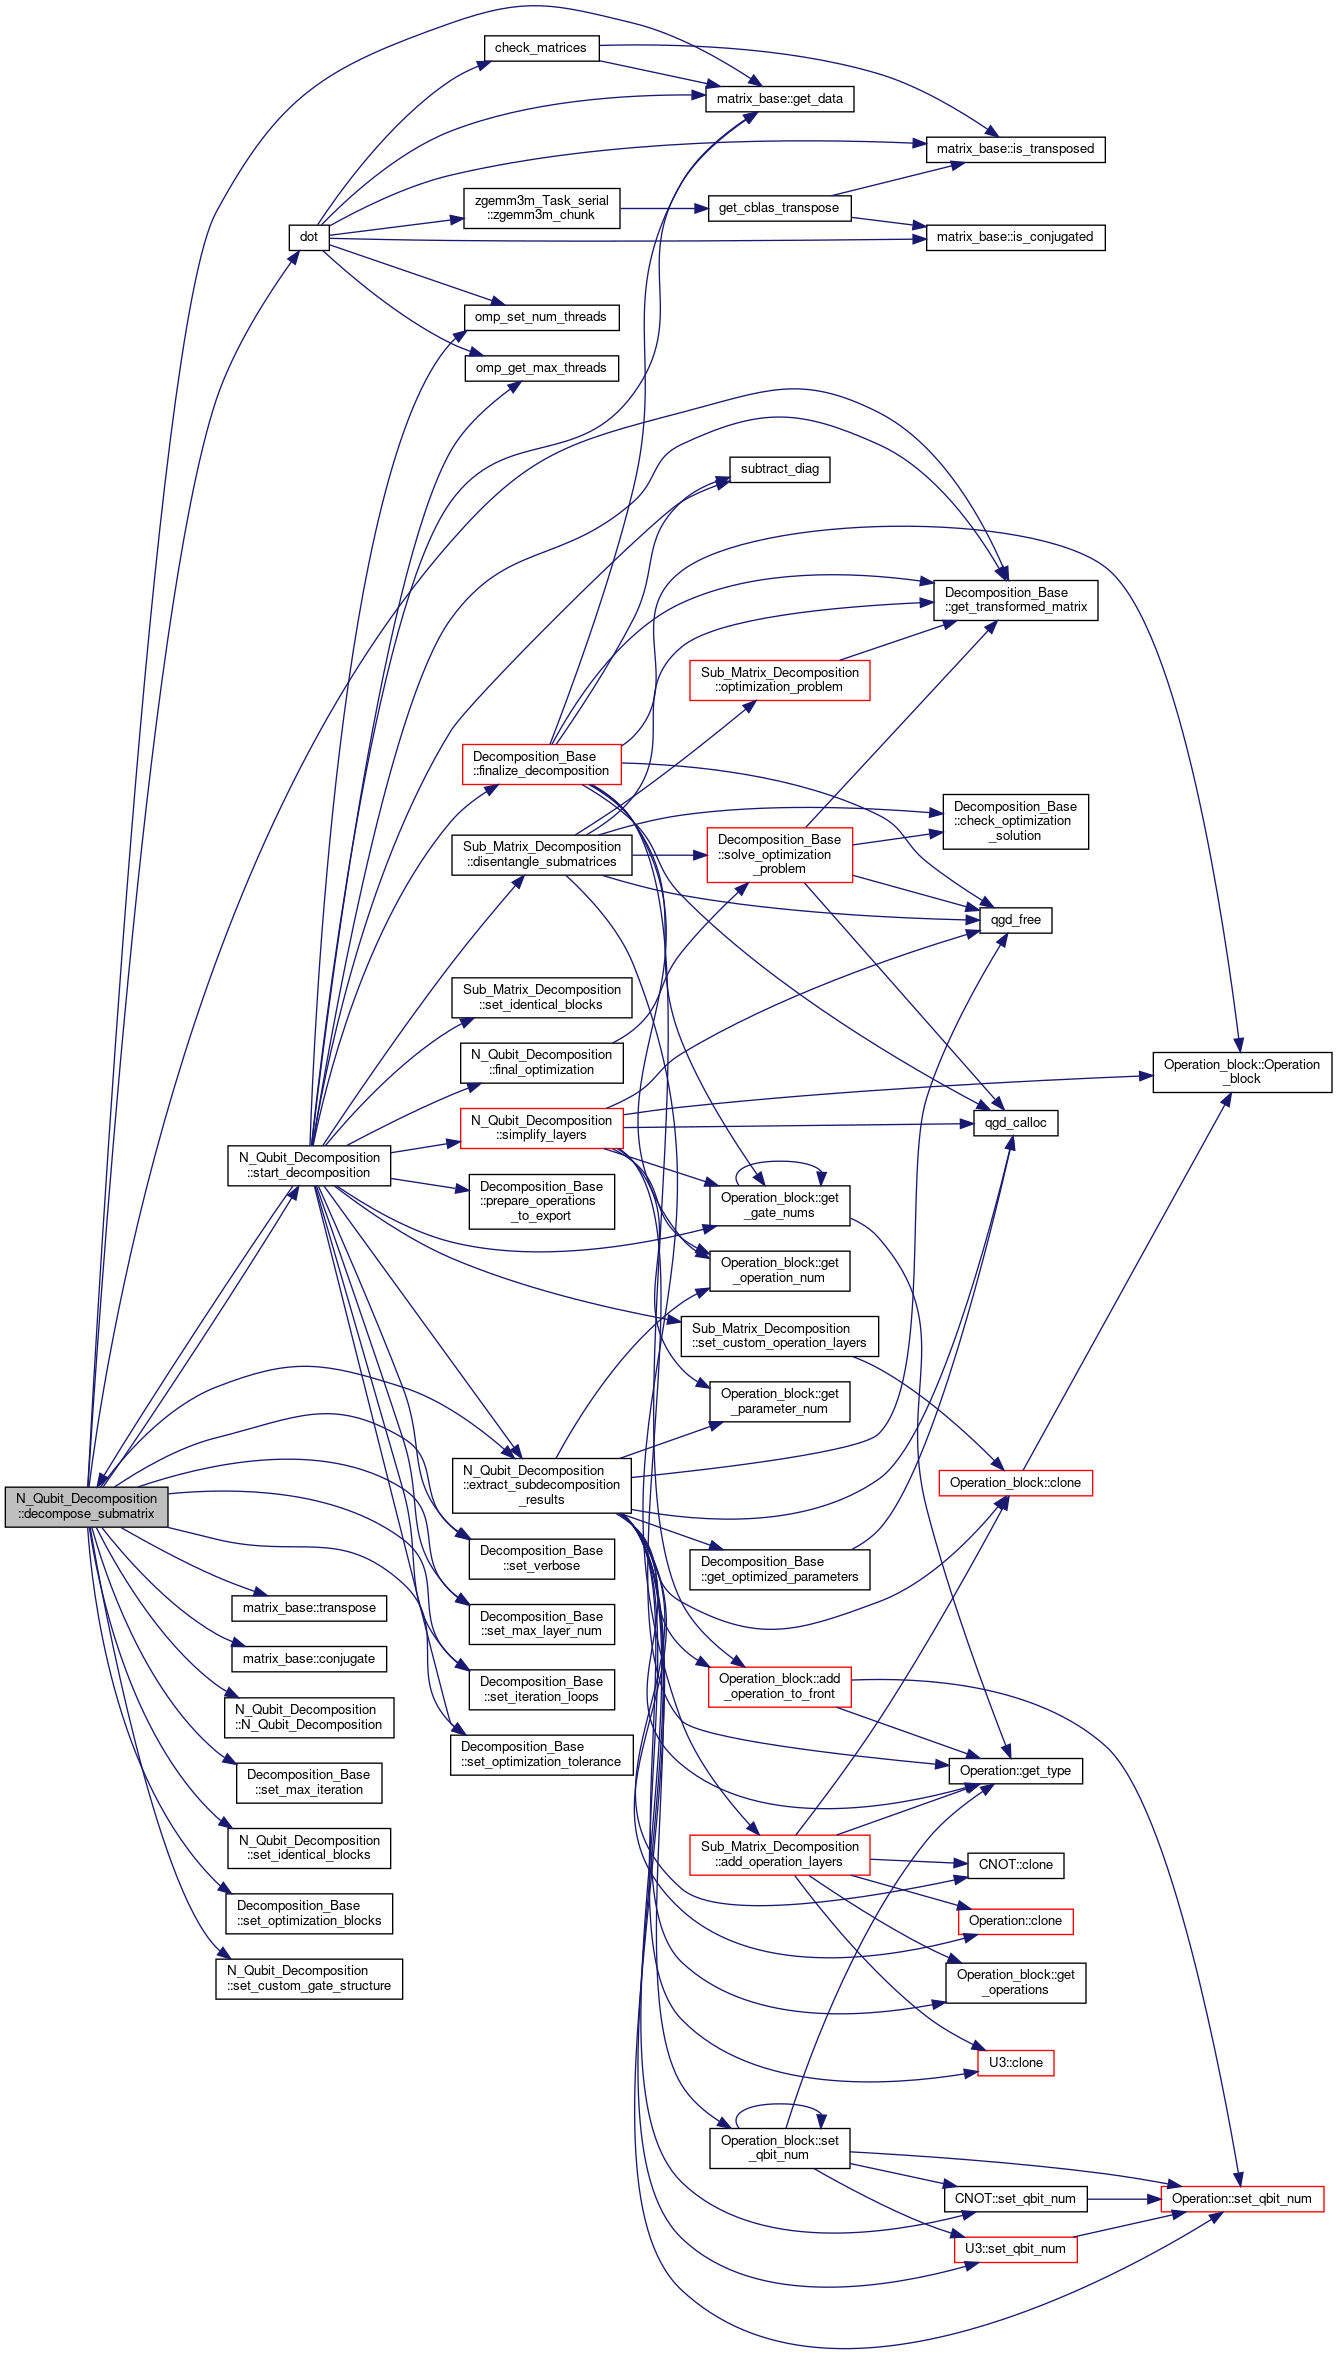 check_matrices
matrix_base::get_data
matrix_base::is_transposed
zgemm3m_Task_serial
::zgemm3m_chunk
get_cblas_transpose
dot
matrix_base::is_conjugated
omp_set_num_threads
omp_get_max_threads
subtract_diag
Decomposition_Base
::get_transformed_matrix
Sub_Matrix_Decomposition
::optimization_problem
Decomposition_Base
::finalize_decomposition
Decomposition_Base
::check_optimization
_solution
Sub_Matrix_Decomposition
::disentangle_submatrices
Decomposition_Base
::solve_optimization
_problem
qgd_free
Sub_Matrix_Decomposition
::set_identical_blocks
N_Qubit_Decomposition
::final_optimization
Operation_block::Operation
_block
N_Qubit_Decomposition
::simplify_layers
qgd_calloc
N_Qubit_Decomposition
::start_decomposition
Decomposition_Base
::prepare_operations
_to_export
Operation_block::get
_gate_nums
Operation_block::get
_operation_num
Sub_Matrix_Decomposition
::set_custom_operation_layers
Operation_block::get
_parameter_num
N_Qubit_Decomposition
::extract_subdecomposition
_results
Operation_block::clone
N_Qubit_Decomposition
::decompose_submatrix
Decomposition_Base
::set_verbose
Decomposition_Base
::get_optimized_parameters
matrix_base::transpose
Decomposition_Base
::set_max_layer_num
matrix_base::conjugate
Decomposition_Base
::set_iteration_loops
Operation_block::add
_operation_to_front
N_Qubit_Decomposition
::N_Qubit_Decomposition
Decomposition_Base
::set_optimization_tolerance
Operation::get_type
Decomposition_Base
::set_max_iteration
N_Qubit_Decomposition
::set_identical_blocks
Sub_Matrix_Decomposition
::add_operation_layers
CNOT::clone
Decomposition_Base
::set_optimization_blocks
Operation::clone
N_Qubit_Decomposition
::set_custom_gate_structure
Operation_block::get
_operations
U3::clone
Operation_block::set
_qbit_num
CNOT::set_qbit_num
Operation::set_qbit_num
U3::set_qbit_num